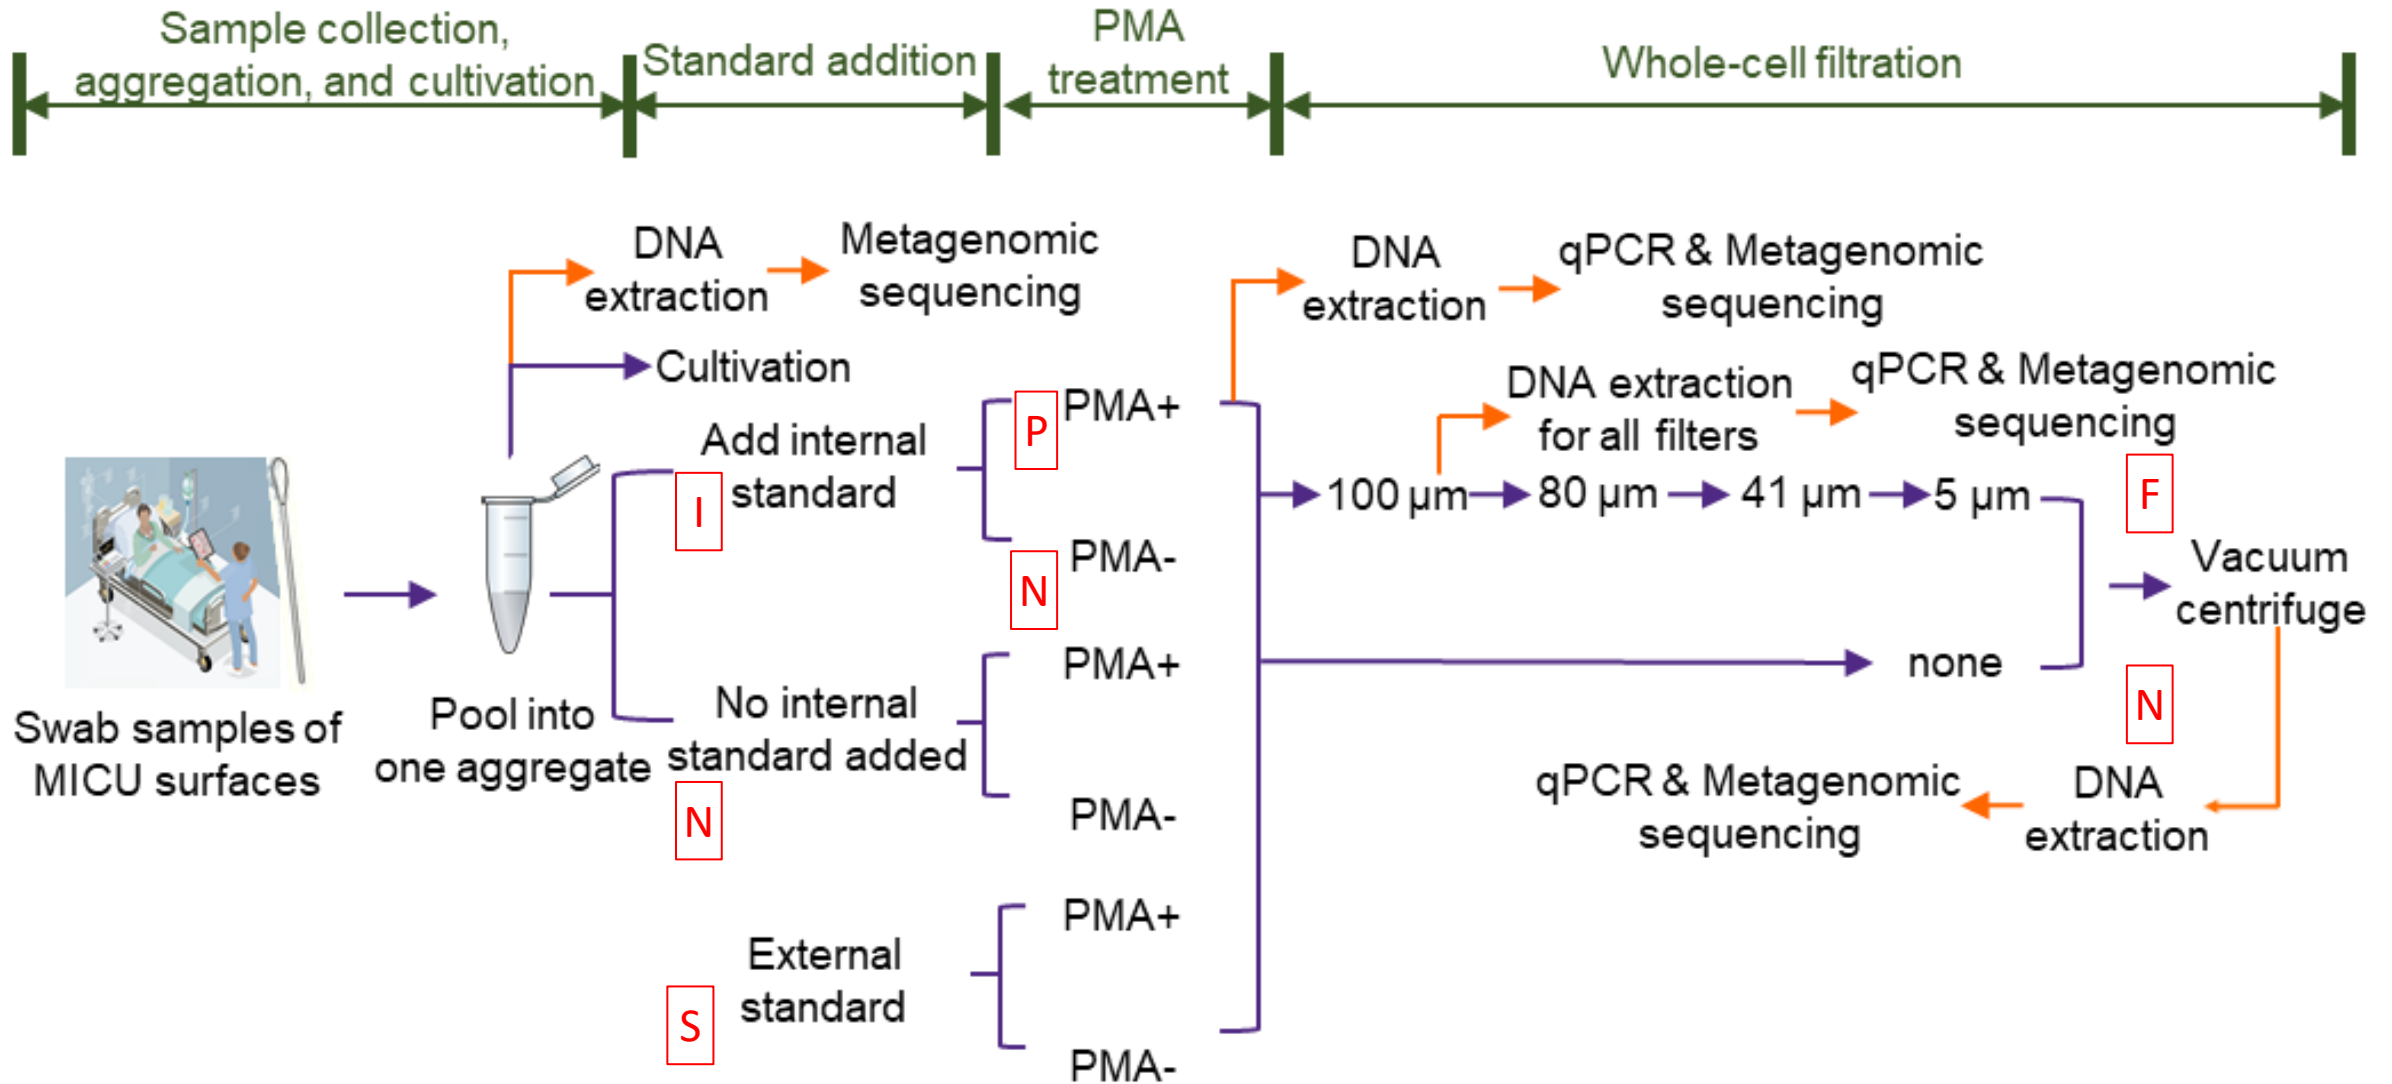 Sample collection,
aggregation, and cultivation
Standard addition
PMA
treatment
Whole-cell filtration
DNA
extraction
Metagenomic
sequencing
Cultivation
DNA
extraction
qPCR & Metagenomic
sequencing
DNA extraction
for all filters
qPCR & Metagenomic
sequencing
Add internal
standard
I
P
PMA+
PMA-
N
100 µm
80 µm
41 µm
5 µm
F
Vacuum
centrifuge
none
N
Swab samples of
MICU surfaces
Pool into
one aggregate
No internal
standard added
N
PMA+
PMA-
qPCR & Metagenomic
sequencing
DNA
extraction
External
standard
S
PMA+
PMA-